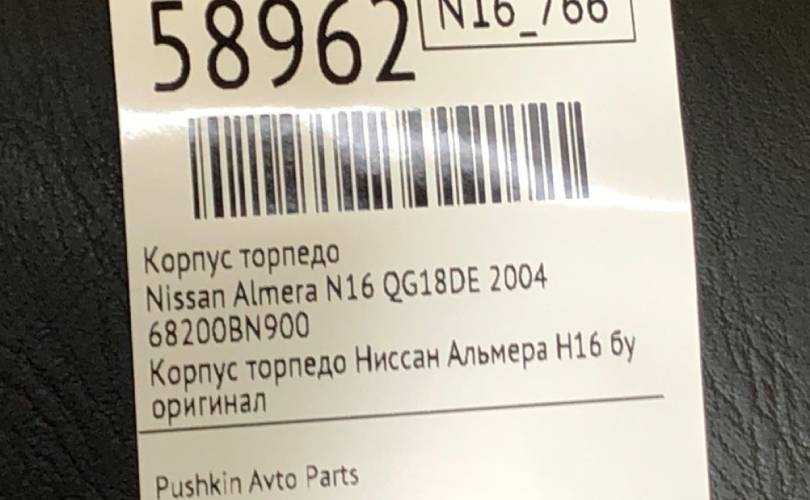 58962
N16_766
Корпус торпедо
Nissan Almera N16 QG18DE 2004
68200BN900
Корпус торпедо Ниссан Альмера Н16 бу
оригинал
Pushkin Avto Parts